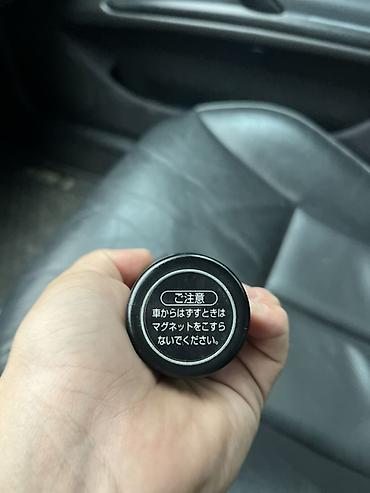 ご注意
車からはずすときは
マグネットをこすら
ないでください。